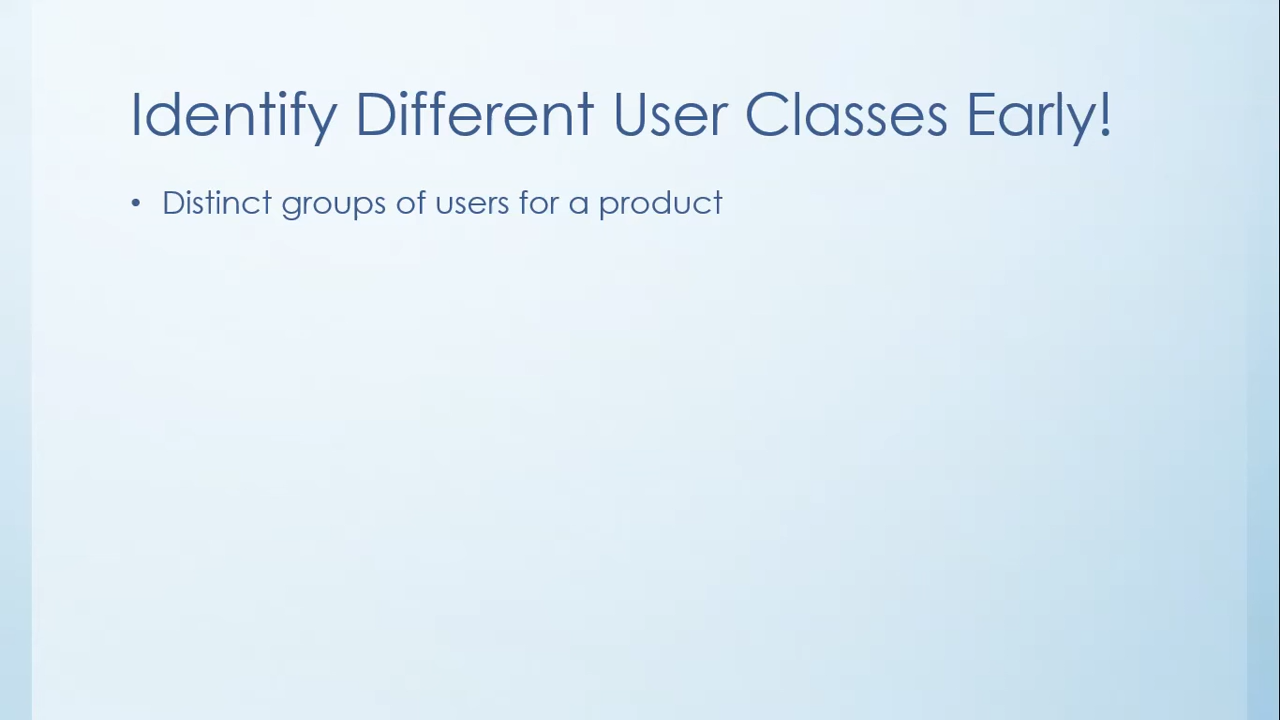 Identify Different User Classes Early!
• Distinct groups of users for a product